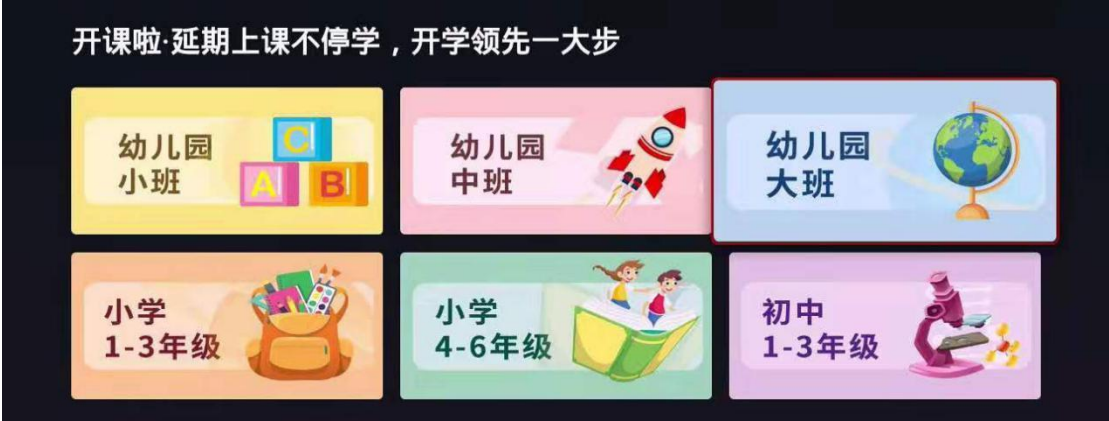 开课啦·延期上课不停学，开学领先一大步
幼儿园
小班
C
A
B
幼儿园
中班
幼儿园
大班
小学
1-3年级
小学
4-6年级
初中
1-3年级